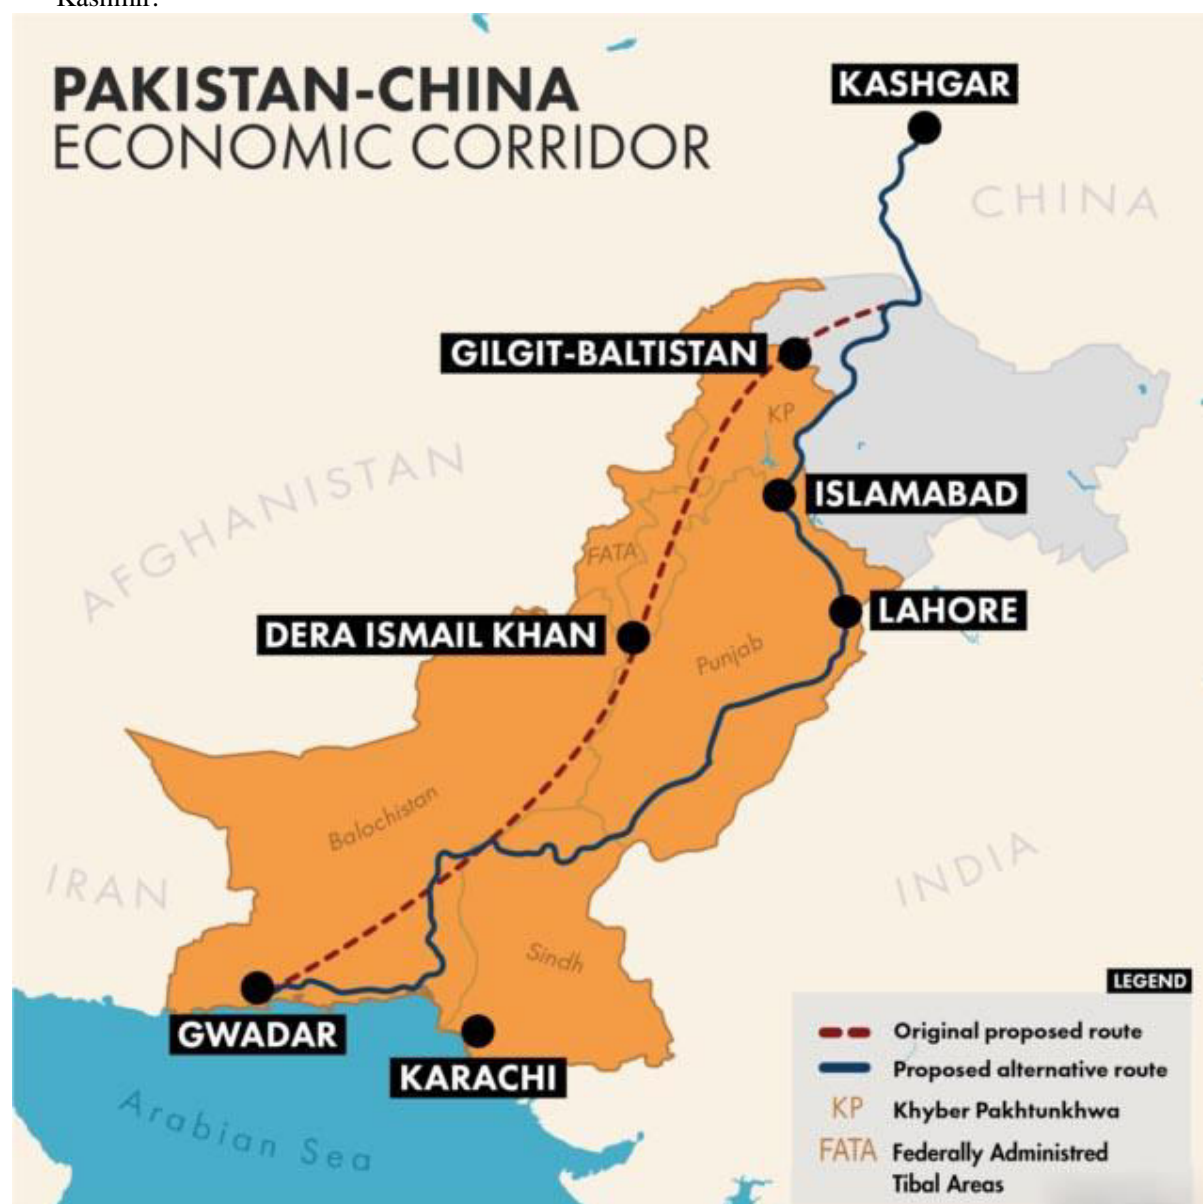 Kashmir.
PAKISTAN-CHINA
ECONOMIC CORRIDOR
KASHGAR
CHINA
GILGIT-BALTISTAN
KP
AFGHANISTAN
ISLAMABAD
FATA
LAHORE
DERA ISMAIL KHAN
Punjab
Balochistan
IRAN
INDIA
Sindh
GWADAR
KARACHI
Arabian Sea
LEGEND
Original proposed route
Proposed alternative route
KP Khyber Pakhtunkhwa
FATA Federally Administred
Tibal Areas